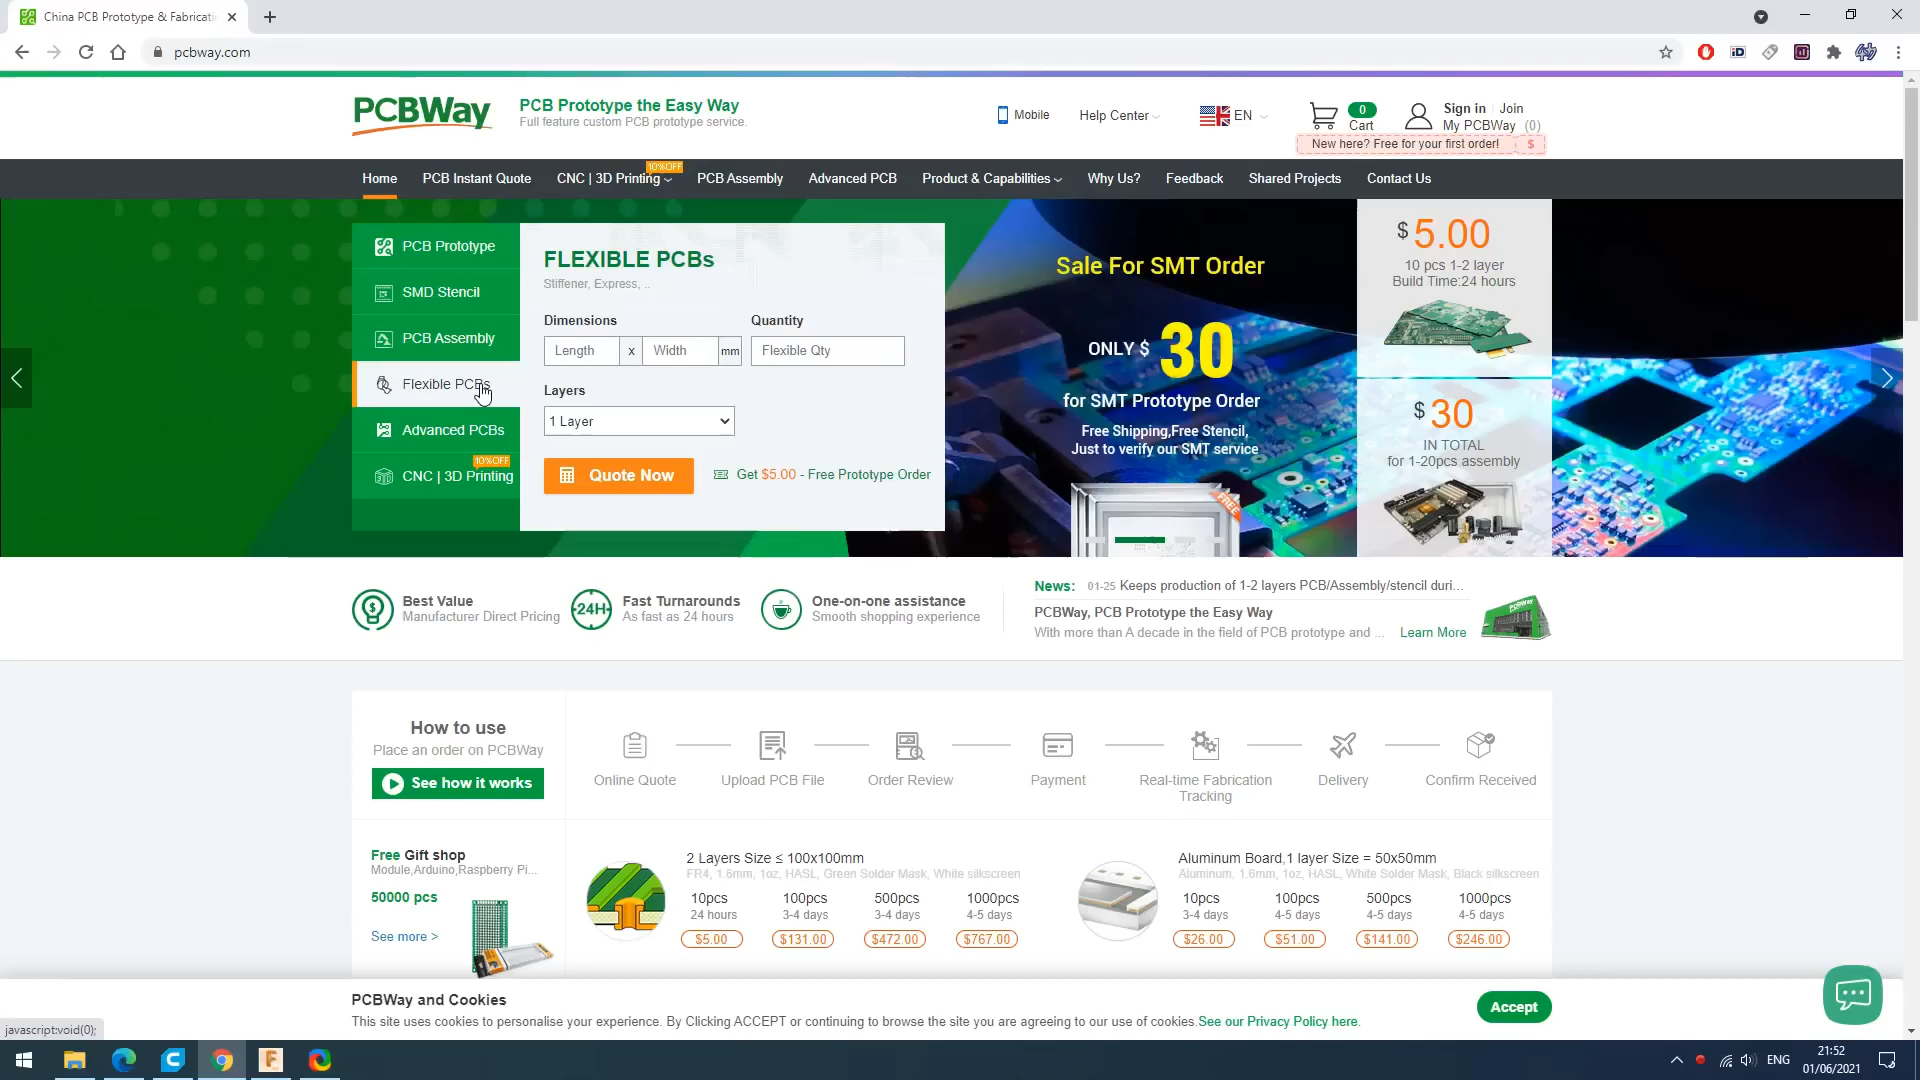 China PCB Prototype & Fabricati
pcbway.com
PCBWay
PCB Prototype the Easy Way
Full feature custom PCB prototype service.
Mobile
Help Center
EN
0
Cart
Sign in | Join
My PCBWay (0)
New here? Free for your first order! $
Home
PCB Instant Quote
CNC | 3D Printing
10%OFF
PCB Assembly
Advanced PCB
Product & Capabilities
Why Us?
Feedback
Shared Projects
Contact Us
PCB Prototype
SMD Stencil
PCB Assembly
Flexible PCBs
Advanced PCBs
10%OFF
CNC | 3D Printing
FLEXIBLE PCBs
Stiffener, Express, ..
Dimensions
Quantity
Length x Width mm
Flexible Qty
Layers
1 Layer
Quote Now
Get $5.00 - Free Prototype Order
Sale For SMT Order
ONLY $ 30
for SMT Prototype Order
Free Shipping,Free Stencil,
Just to verify our SMT service
FREE
$ 5.00
10 pcs 1-2 layer
Build Time:24 hours
$ 30
IN TOTAL
for 1-20pcs assembly
Best Value
Manufacturer Direct Pricing
24H
Fast Turnarounds
As fast as 24 hours
One-on-one assistance
Smooth shopping experience
News: 01-25 Keeps production of 1-2 layers PCB/Assembly/stencil duri...
PCBWay, PCB Prototype the Easy Way
With more than A decade in the field of PCB prototype and ... Learn More
PCBWay
How to use
Place an order on PCBWay
See how it works
Online Quote
Upload PCB File
Order Review
Payment
Real-time Fabrication
Tracking
Delivery
Confirm Received
Free Gift shop
Module,Arduino,Raspberry Pi...
50000 pcs
See more >
2 Layers Size ≤ 100x100mm
FR4, 1.6mm, 1oz, HASL, Green Solder Mask, White silkscreen
10pcs 100pcs 500pcs 1000pcs
24 hours 3-4 days 3-4 days 4-5 days
$5.00 $131.00 $472.00 $767.00
Aluminum Board,1 layer Size = 50x50mm
Aluminum, 1.6mm, 1oz, HASL, White Solder Mask, Black silkscreen
10pcs 100pcs 500pcs 1000pcs
3-4 days 4-5 days 4-5 days 4-5 days
$26.00 $51.00 $141.00 $246.00
PCBWay and Cookies
This site uses cookies to personalise your experience. By Clicking ACCEPT or continuing to browse the site you are agreeing to our use of cookies.See our Privacy Policy here.
Accept
javascript:void(0);
ENG
21:52
01/06/2021